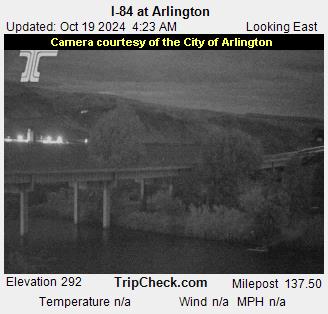 I-84 at Arlington
Updated: Oct 19 2024 4:23 AM Looking East
Camera courtesy of the City of Arlington
Elevation 292 TripCheck.com Milepost 137.50
Temperature n/a Wind n/a MPH n/a